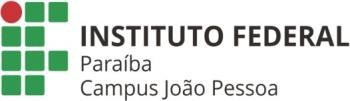 INSTITUTO FEDERAL
Paraíba
Campus João Pessoa